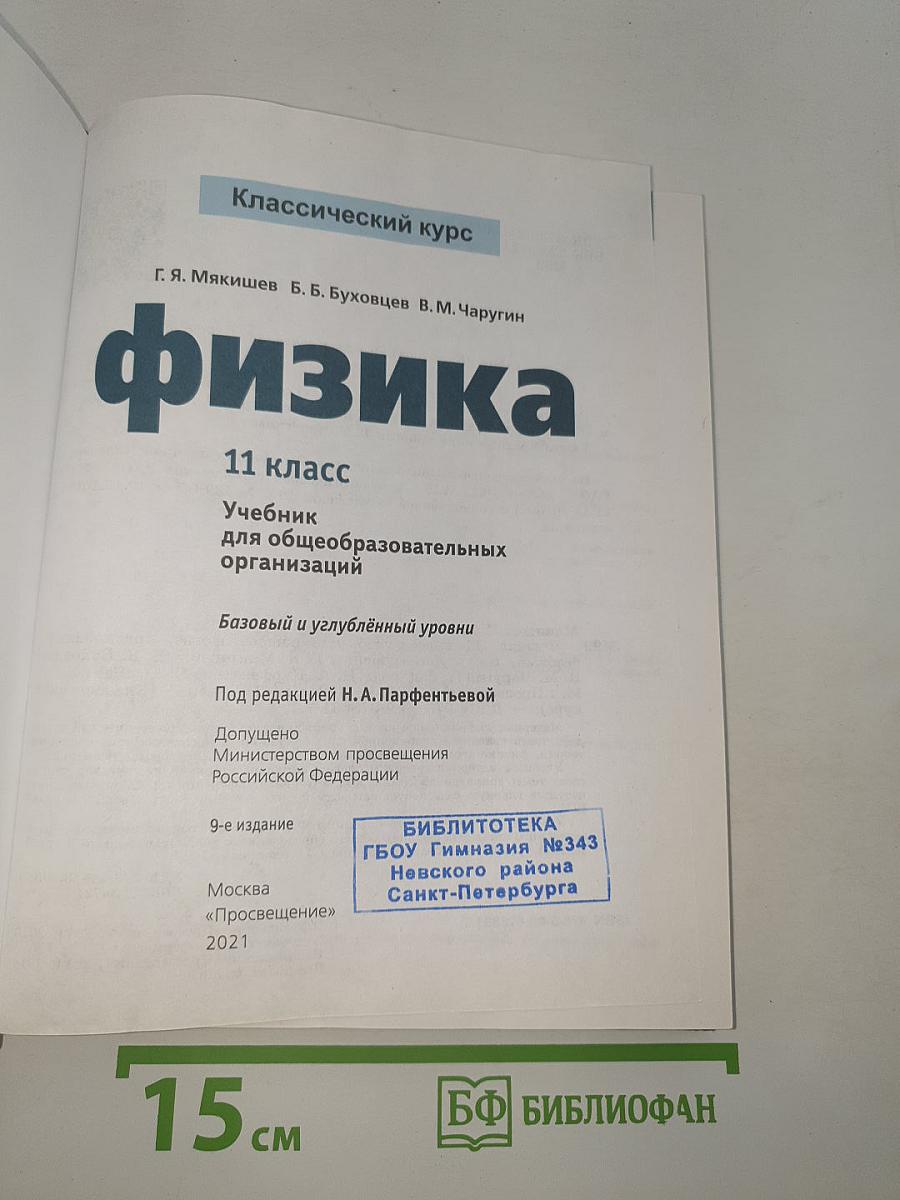 Классический курс
Г. Я. Мякишев Б. Б. Буховцев В. М. Чаругин
физика
11 класс
Учебник
для общеобразовательных
организаций
Базовый и углублённый уровни
Под редакцией Н. А. Парфентьевой
Допущено
Министерством просвещения
Российской Федерации
9-е издание
БИБЛИТОТЕКА
ГБОУ Гимназия №343
Невского района
Санкт-Петербурга
Москва
«Просвещение»
2021
15 см
БФ БИБЛИОФАН